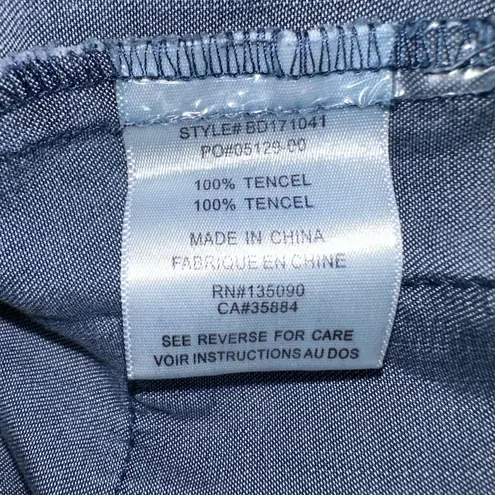 STYLE# BD171041
PO#05129-00
100% TENCEL
100% TENCEL
MADE IN CHINA
FABRIQUE EN CHINE
RN#135090
CA#35884
SEE REVERSE FOR CARE
VOIR INSTRUCTIONS AU DOS